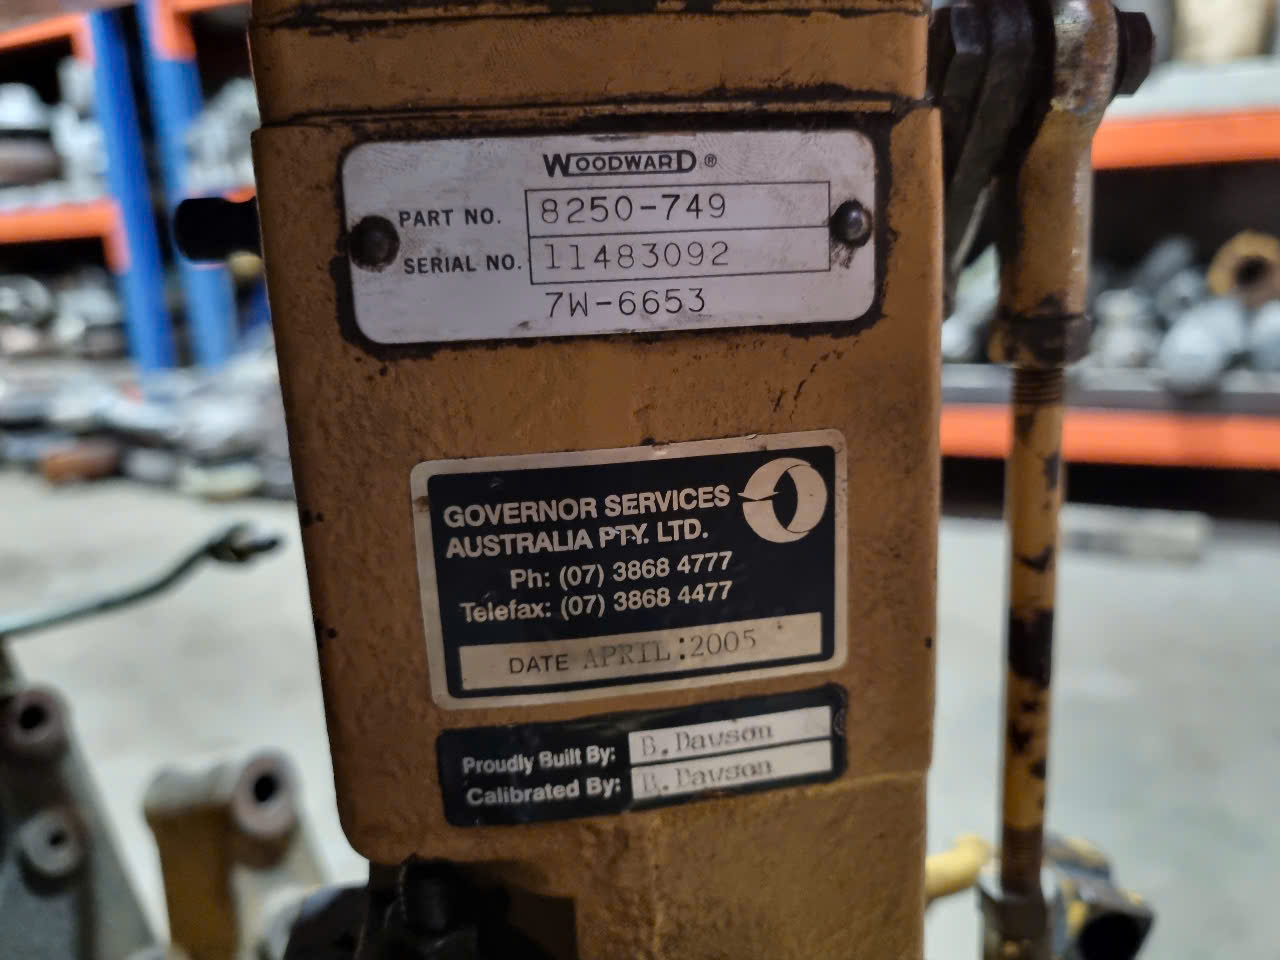 WOODWARD®
PART NO. 8250-749
SERIAL NO. 11483092
7W-6653
GOVERNOR SERVICES
AUSTRALIA PTY. LTD.
Ph: (07) 3868 4777
Telefax: (07) 3868 4477
DATE APRIL:2005
Proudly Built By: B.Dawson
Calibrated By: R.Dawson